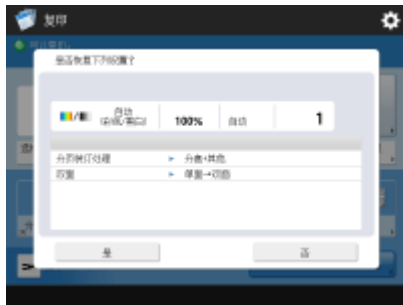 复印
是否恢复下列设置?
自动
(彩色/黑白) 100% 自动 1
分页装订处理 ► 分套+其他
双面 ► 单面→双面
是 否